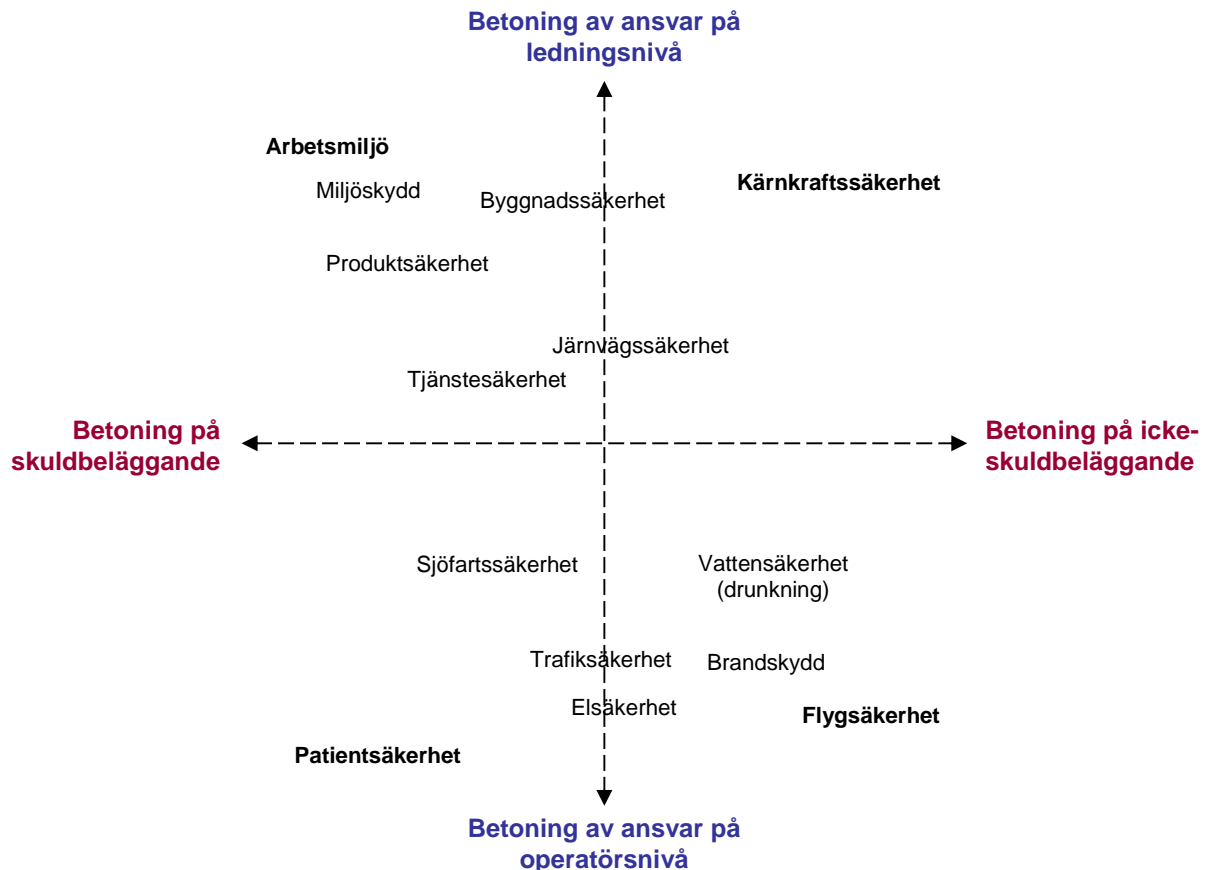 Betoning av ansvar på
ledningsnivå
Arbetsmiljö
Kärnkraftssäkerhet
Miljöskydd
Byggnadssäkerhet
Produktsäkerhet
Järnvägssäkerhet
Tjänstesäkerhet
Betoning på
skuldbeläggande
Betoning på icke-
skuldbeläggande
Sjöfartssäkerhet
Vattensäkerhet
(drunkning)
Trafiksäkerhet
Brandskydd
Elsäkerhet
Flygsäkerhet
Patientsäkerhet
Betoning av ansvar på
operatörsnivå